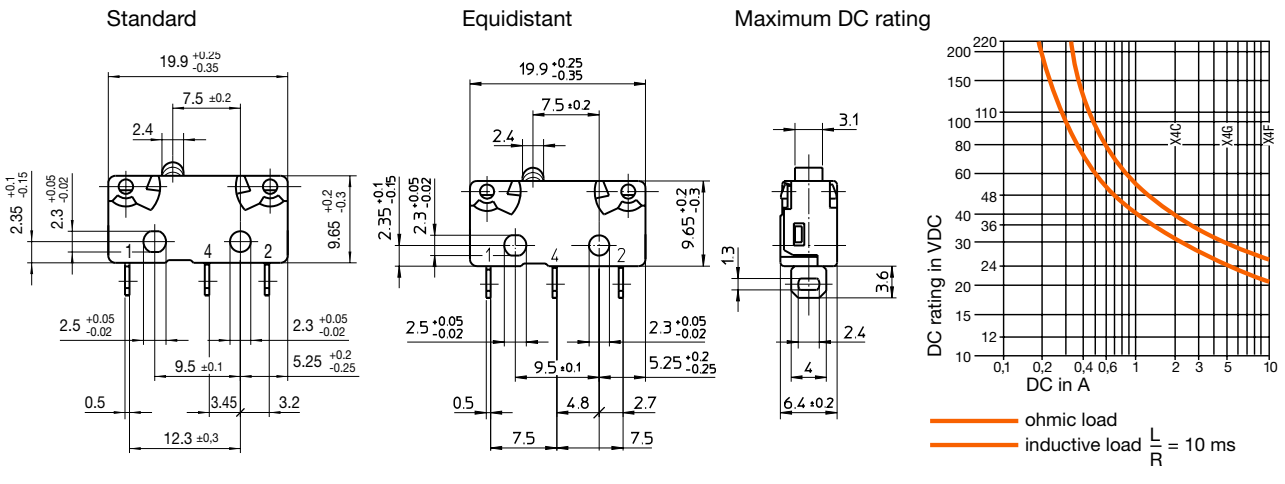 Standard
19.9 +0.25 -0.35
7.5 ±0.2
2.4
2.35 +0.1 -0.15
2.3 +0.05 -0.02
9.65 +0.2 -0.3
1 4 2
2.5 +0.05 -0.02
2.3 +0.05 -0.02
9.5 ±0.1
5.25 +0.2 -0.25
0.5
3.45
3.2
12.3 ±0,3
Equidistant
19.9 +0.25 -0.35
7.5 ±0.2
2.4
2.35 +0.1 -0.15
2.3 +0.05 -0.02
9.65 +0.2 -0.3
1 4 2
2.5 +0.05 -0.02
2.3 +0.05 -0.02
9.5 ±0.1
5.25 +0.2 -0.25
0.5
4.8
2.7
7.5
7.5
3.1
1.3
3.6
2.4
4
6.4 ±0.2
Maximum DC rating
DC rating in VDC
220
200
150
110
100
80
60
48
40
36
30
24
20
15
12
10
X4C
X4G
X4F
0,1 0,2 0,4 0,6 1 2 3 5 10
DC in A
ohmic load
inductive load L/R = 10 ms